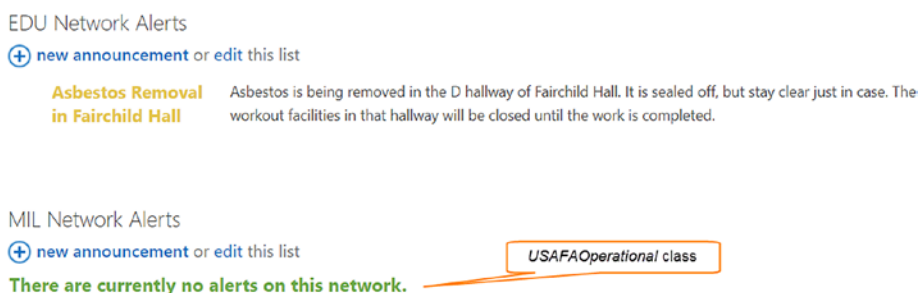 EDU Network Alerts
new announcement or edit this list
Asbestos Removal Asbestos is being removed in the D hallway of Fairchild Hall. It is sealed off, but stay clear just in case. The
in Fairchild Hall workout facilities in that hallway will be closed until the work is completed.
MIL Network Alerts
new announcement or edit this list
USAFAOperational class
There are currently no alerts on this network.